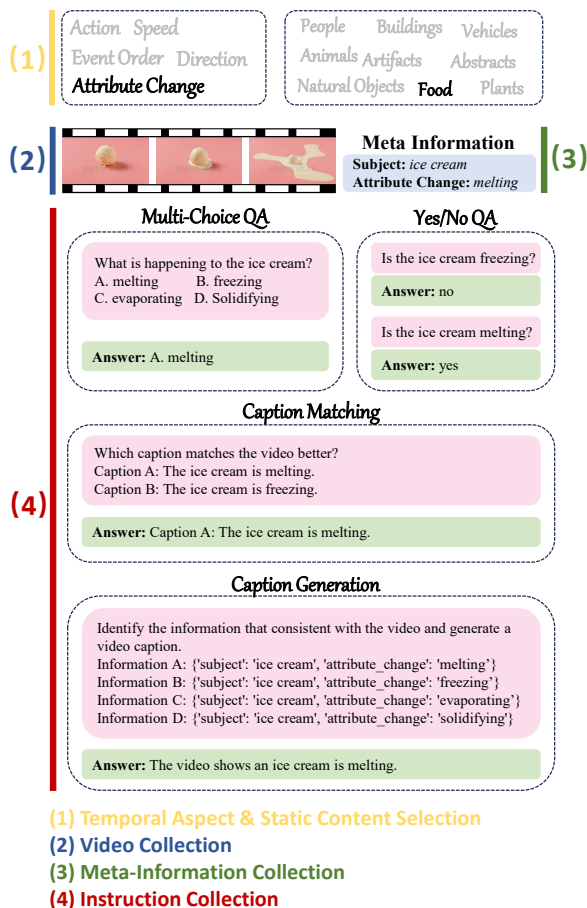 (1)
Action Speed
Event Order Direction
Attribute Change
People Buildings Vehicles
Animals Artifacts Abstracts
Natural Objects Food Plants
(2)
Meta Information
Subject: ice cream
Attribute Change: melting
(3)
(4)
Multi-Choice QA
What is happening to the ice cream?
A. melting B. freezing
C. evaporating D. Solidifying
Answer: A. melting
Yes/No QA
Is the ice cream freezing?
Answer: no
Is the ice cream melting?
Answer: yes
Caption Matching
Which caption matches the video better?
Caption A: The ice cream is melting.
Caption B: The ice cream is freezing.
Answer: Caption A: The ice cream is melting.
Caption Generation
Identify the information that consistent with the video and generate a
video caption.
Information A: {'subject': 'ice cream', 'attribute_change': 'melting'}
Information B: {'subject': 'ice cream', 'attribute_change': 'freezing'}
Information C: {'subject': 'ice cream', 'attribute_change': 'evaporating'}
Information D: {'subject': 'ice cream', 'attribute_change': 'solidifying'}
Answer: The video shows an ice cream is melting.
(1) Temporal Aspect & Static Content Selection
(2) Video Collection
(3) Meta-Information Collection
(4) Instruction Collection